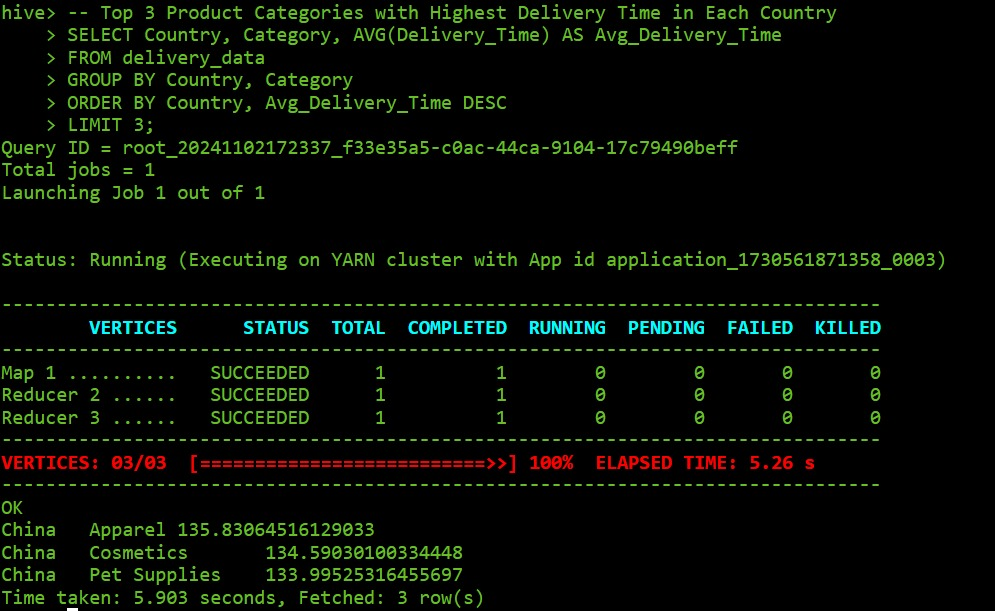 hive> -- Top 3 Product Categories with Highest Delivery Time in Each Country
    > SELECT Country, Category, AVG(Delivery_Time) AS Avg_Delivery_Time
    > FROM delivery_data
    > GROUP BY Country, Category
    > ORDER BY Country, Avg_Delivery_Time DESC
    > LIMIT 3;
Query ID = root_20241102172337_f33e35a5-c0ac-44ca-9104-17c79490beff
Total jobs = 1
Launching Job 1 out of 1
Status: Running (Executing on YARN cluster with App id application_1730561871358_0003)
--------------------------------------------------------------------------------
        VERTICES      STATUS  TOTAL  COMPLETED  RUNNING  PENDING  FAILED  KILLED
--------------------------------------------------------------------------------
Map 1 ..........   SUCCEEDED      1          1        0        0       0       0
Reducer 2 ......   SUCCEEDED      1          1        0        0       0       0
Reducer 3 ......   SUCCEEDED      1          1        0        0       0       0
--------------------------------------------------------------------------------
VERTICES: 03/03  [==========================>>] 100%  ELAPSED TIME: 5.26 s
--------------------------------------------------------------------------------
OK
China   Apparel 135.83064516129033
China   Cosmetics       134.59030100334448
China   Pet Supplies    133.99525316455697
Time taken: 5.903 seconds, Fetched: 3 row(s)